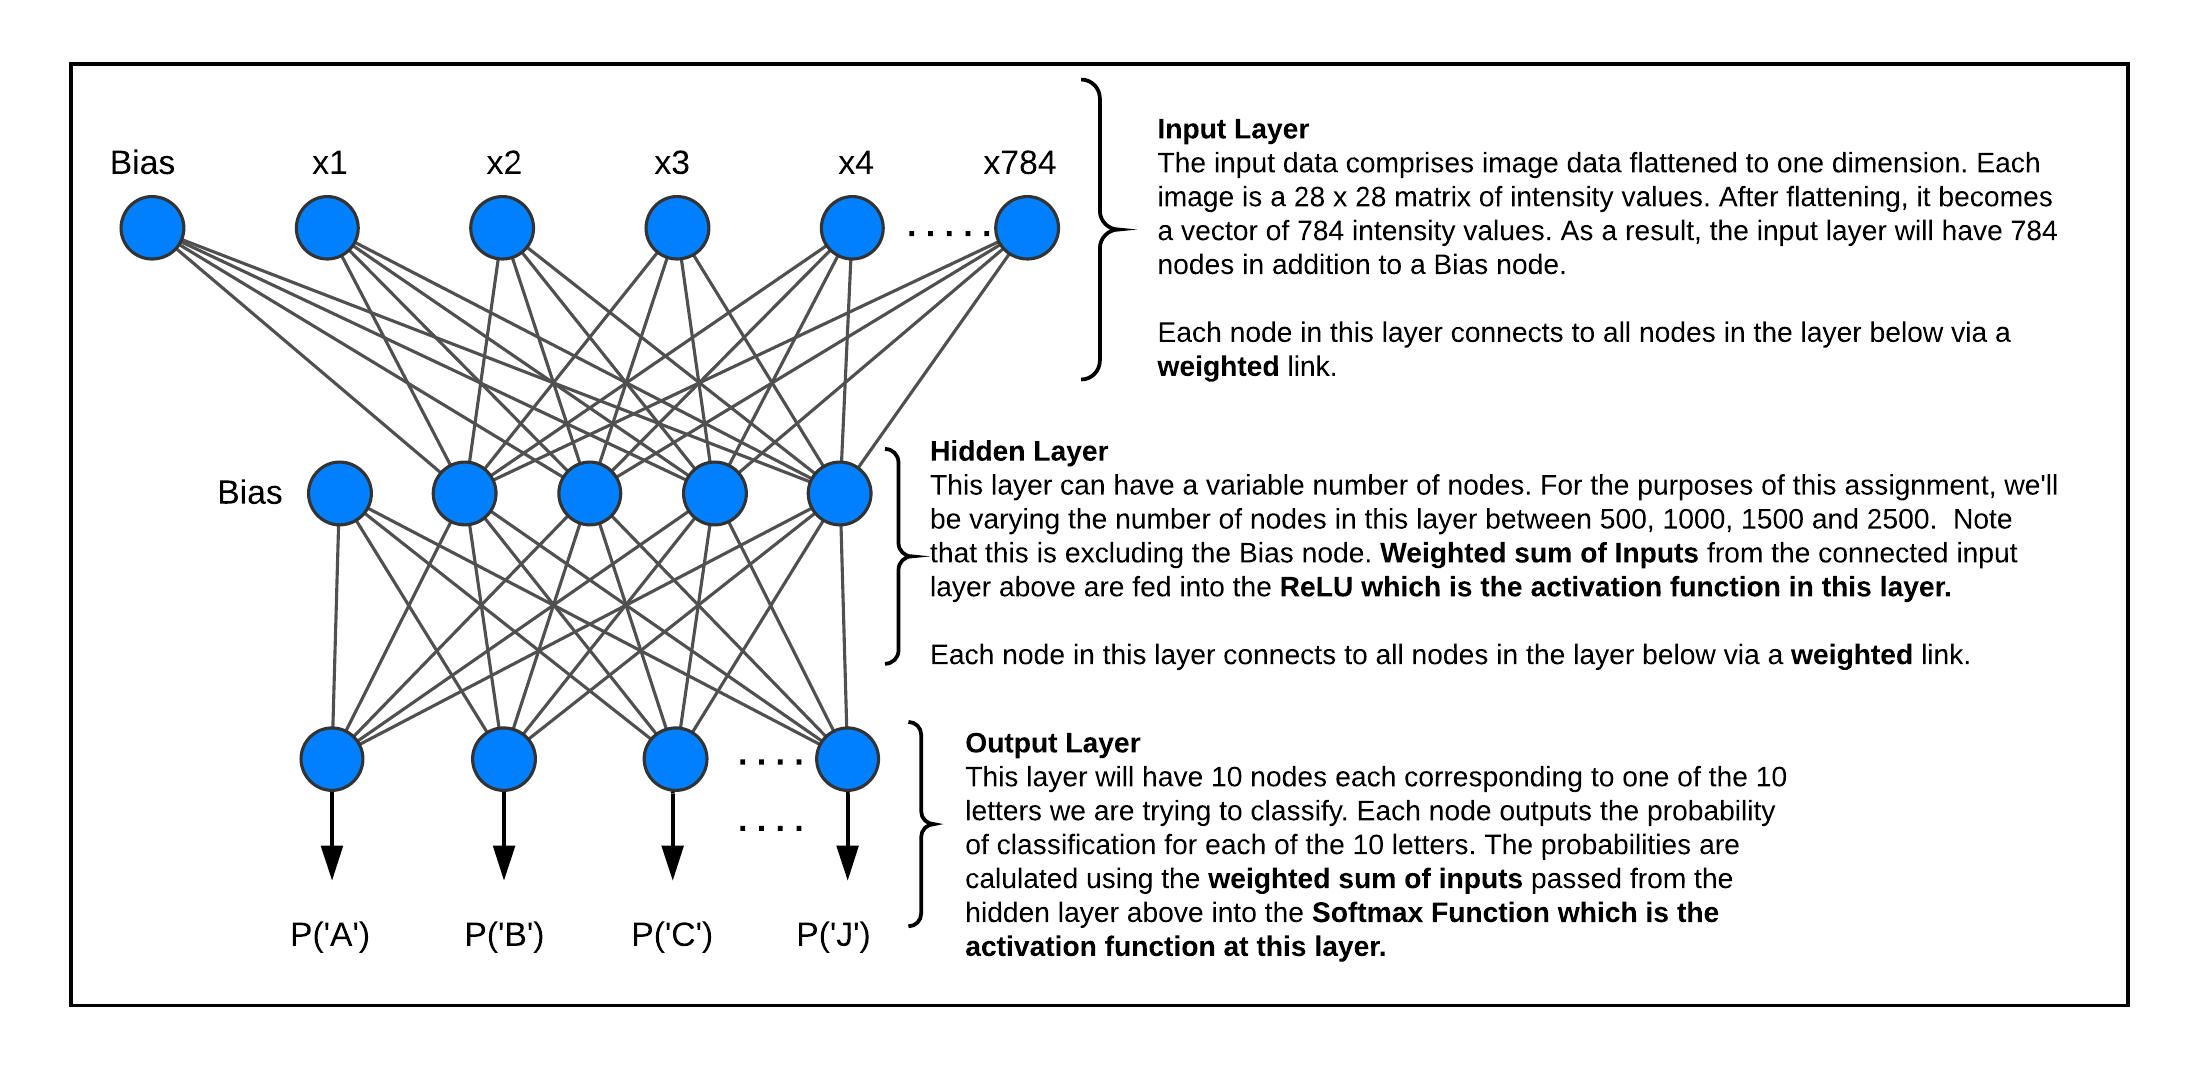 Bias x1 x2 x3 x4 x784
Input Layer
The input data comprises image data flattened to one dimension. Each
image is a 28 x 28 matrix of intensity values. After flattening, it becomes
a vector of 784 intensity values. As a result, the input layer will have 784
nodes in addition to a Bias node.
Each node in this layer connects to all nodes in the layer below via a
weighted link.
Bias
Hidden Layer
This layer can have a variable number of nodes. For the purposes of this assignment, we'll
be varying the number of nodes in this layer between 500, 1000, 1500 and 2500.  Note
that this is excluding the Bias node. Weighted sum of Inputs from the connected input
layer above are fed into the ReLU which is the activation function in this layer.
Each node in this layer connects to all nodes in the layer below via a weighted link.
Output Layer
This layer will have 10 nodes each corresponding to one of the 10
letters we are trying to classify. Each node outputs the probability
of classification for each of the 10 letters. The probabilities are
calulated using the weighted sum of inputs passed from the
hidden layer above into the Softmax Function which is the
activation function at this layer.
P('A') P('B') P('C') P('J')